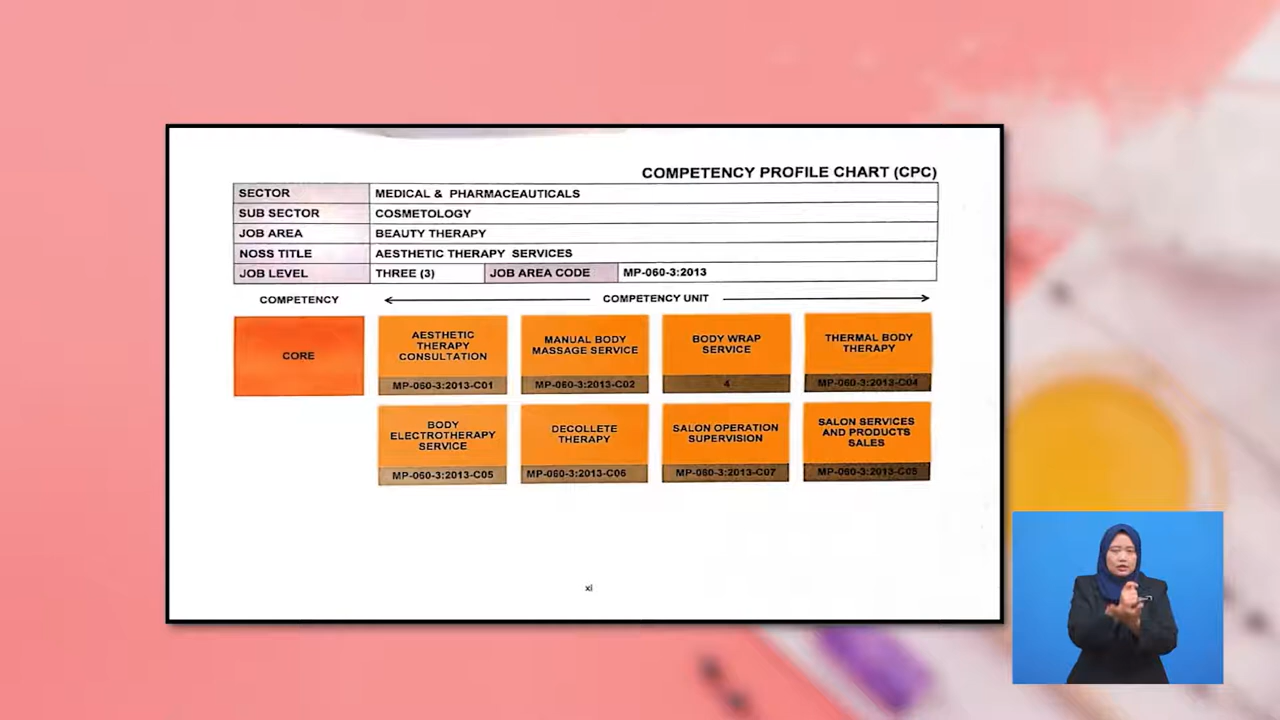 COMPETENCY PROFILE CHART (CPC)
SECTOR MEDICAL & PHARMACEUTICALS
SUB SECTOR COSMETOLOGY
JOB AREA BEAUTY THERAPY
NOSS TITLE AESTHETIC THERAPY SERVICES
JOB LEVEL THREE (3) JOB AREA CODE MP-060-3:2013
COMPETENCY COMPETENCY UNIT
CORE
AESTHETIC
THERAPY
CONSULTATION
MP-060-3:2013-C01
MANUAL BODY
MASSAGE SERVICE
MP-060-3:2013-C02
BODY WRAP
SERVICE
4
THERMAL BODY
THERAPY
MP-060-3:2013-C04
BODY
ELECTROTHERAPY
SERVICE
MP-060-3:2013-C05
DECOLLETE
THERAPY
MP-060-3:2013-C06
SALON OPERATION
SUPERVISION
MP-060-3:2013-C07
SALON SERVICES
AND PRODUCTS
SALES
MP-060-3:2013-C08
xi